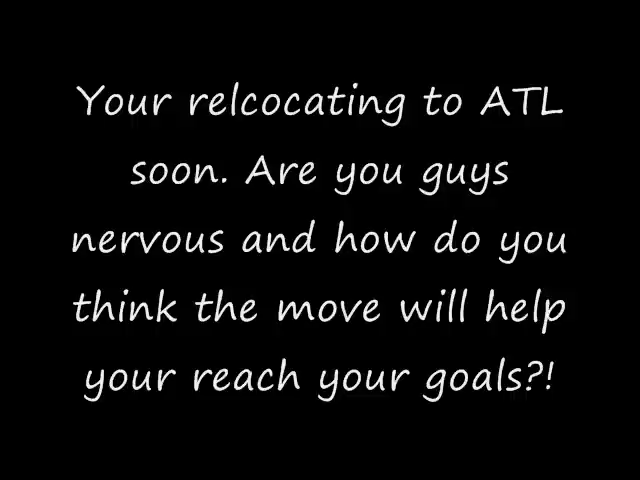 Your relcocating to ATL
soon. Are you guys
nervous and how do you
think the move will help
your reach your goals?!